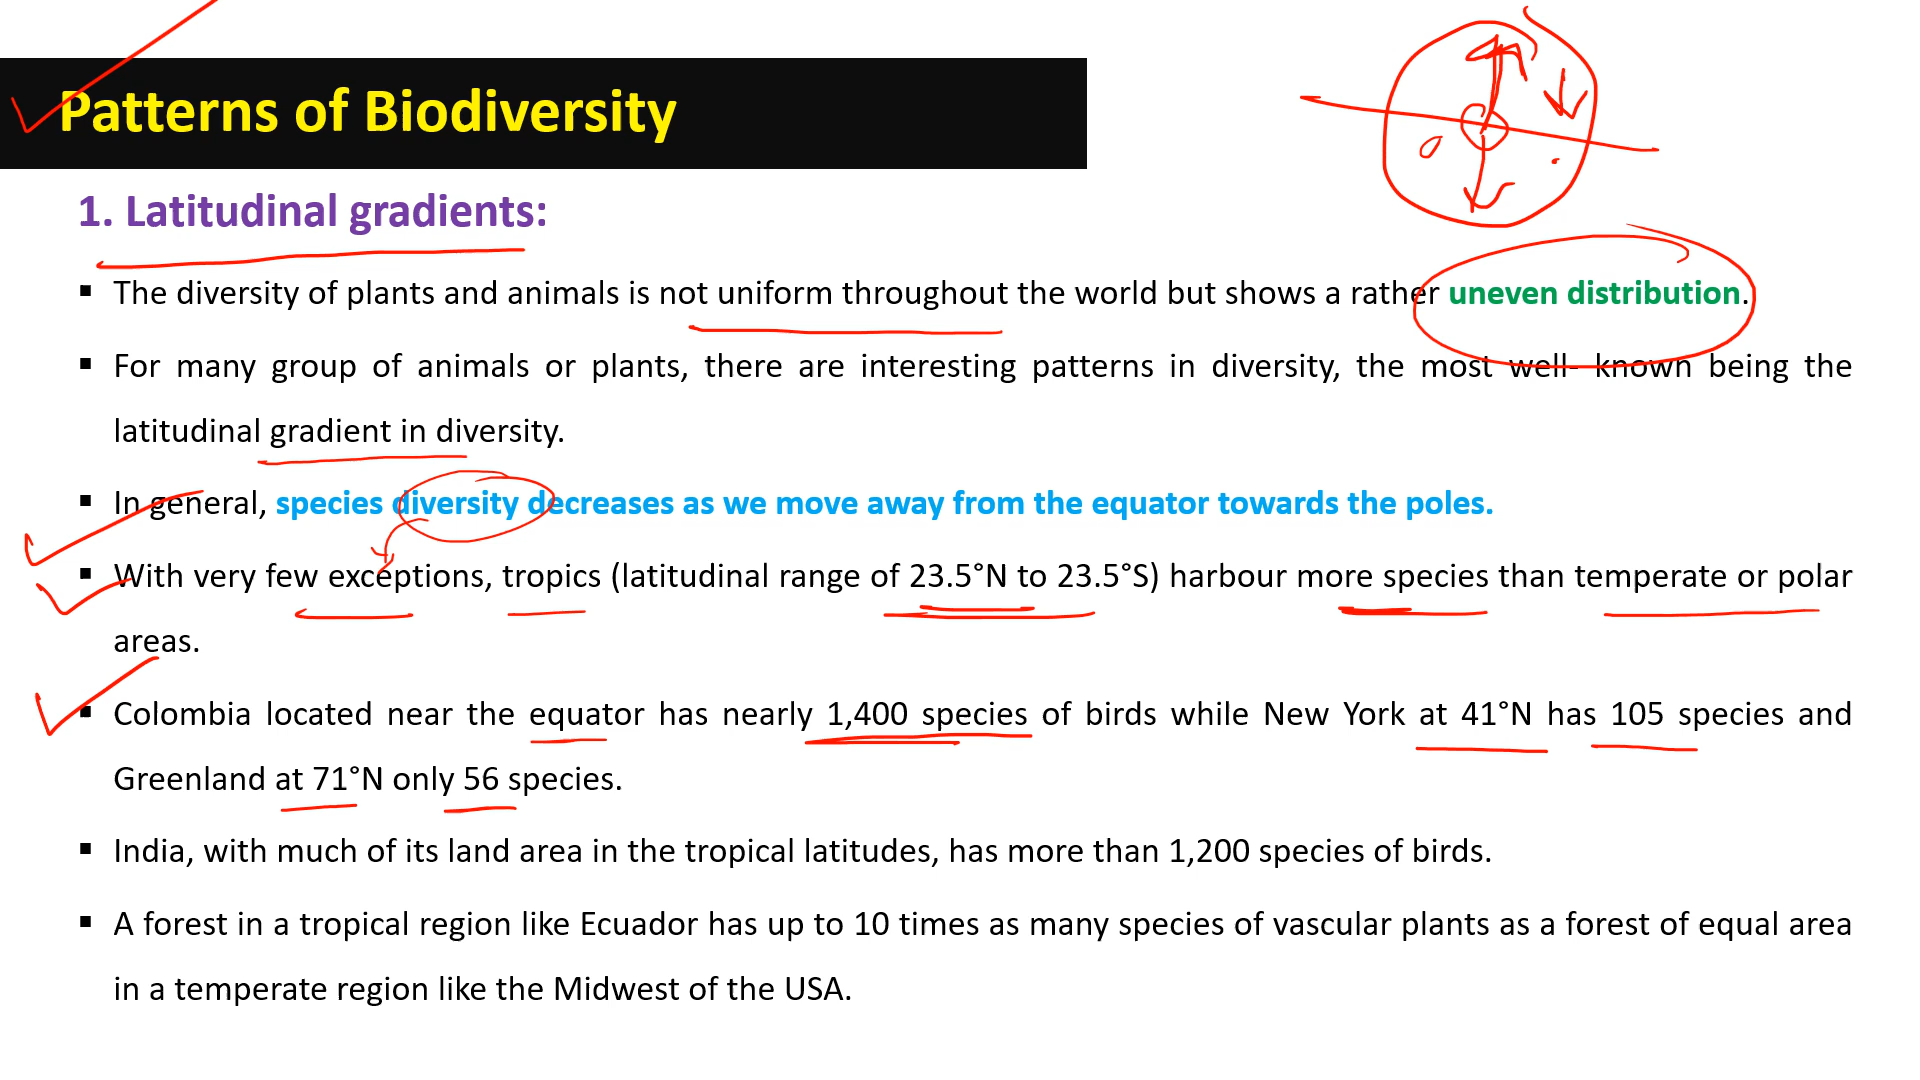 Patterns of Biodiversity
1. Latitudinal gradients:
▪ The diversity of plants and animals is not uniform throughout the world but shows a rather uneven distribution.
▪ For many group of animals or plants, there are interesting patterns in diversity, the most well- known being the
latitudinal gradient in diversity.
▪ In general, species diversity decreases as we move away from the equator towards the poles.
▪ With very few exceptions, tropics (latitudinal range of 23.5°N to 23.5°S) harbour more species than temperate or polar
areas.
▪ Colombia located near the equator has nearly 1,400 species of birds while New York at 41°N has 105 species and
Greenland at 71°N only 56 species.
▪ India, with much of its land area in the tropical latitudes, has more than 1,200 species of birds.
▪ A forest in a tropical region like Ecuador has up to 10 times as many species of vascular plants as a forest of equal area
in a temperate region like the Midwest of the USA.